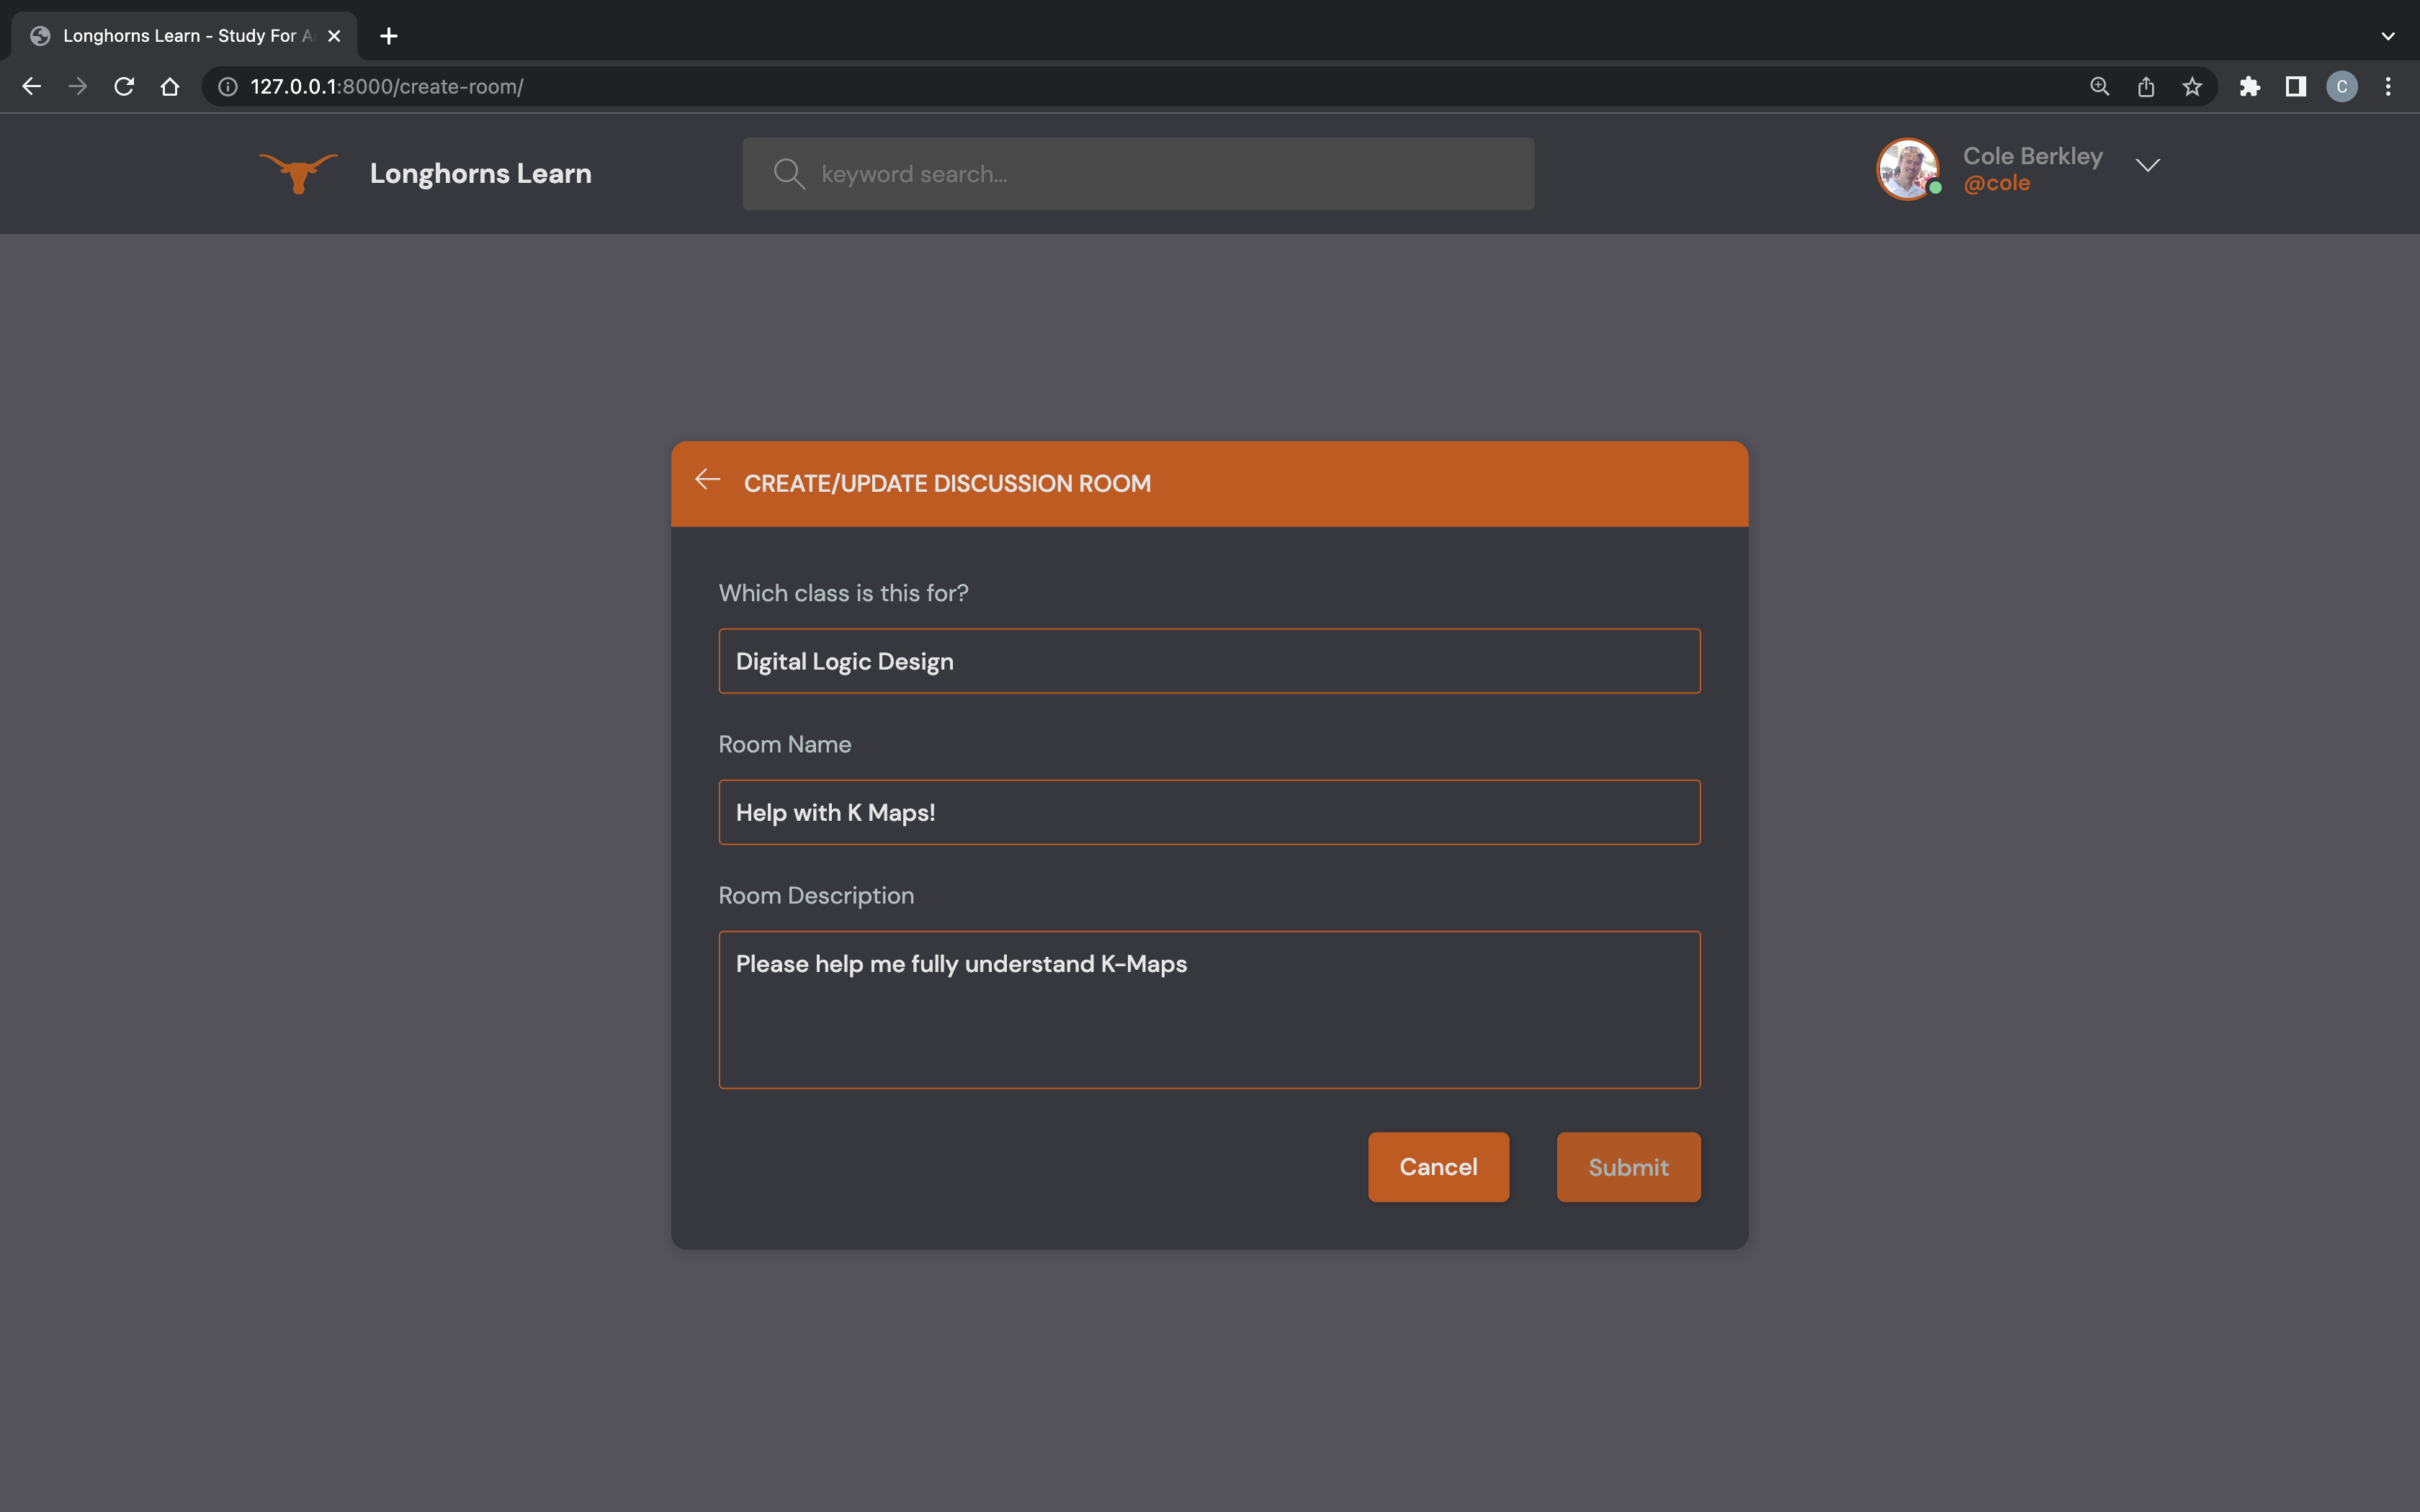 Longhorns Learn - Study For A
127.0.0.1:8000/create-room/
C
Longhorns Learn
keyword search...
Cole Berkley
@cole
CREATE/UPDATE DISCUSSION ROOM
Which class is this for?
Digital Logic Design
Room Name
Help with K Maps!
Room Description
Please help me fully understand K-Maps
Cancel
Submit